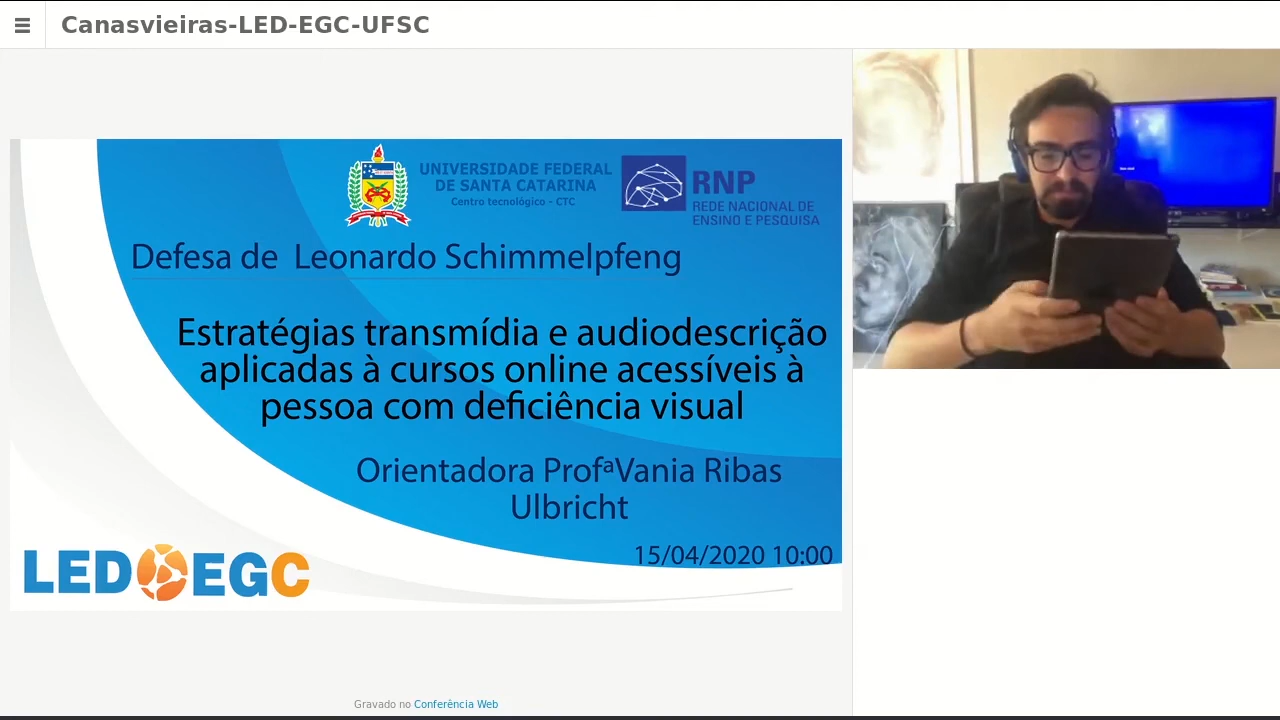 Canasvieiras-LED-EGC-UFSC
UNIVERSIDADE FEDERAL
DE SANTA CATARINA
Centro tecnológico - CTC
RNP
REDE NACIONAL DE
ENSINO E PESQUISA
Defesa de Leonardo Schimmelpfeng
Estratégias transmídia e audiodescrição
aplicadas à cursos online acessíveis à
pessoa com deficiência visual
Orientadora ProfªVania Ribas
Ulbricht
15/04/2020 10:00
LED EGC
Gravado no Conferência Web